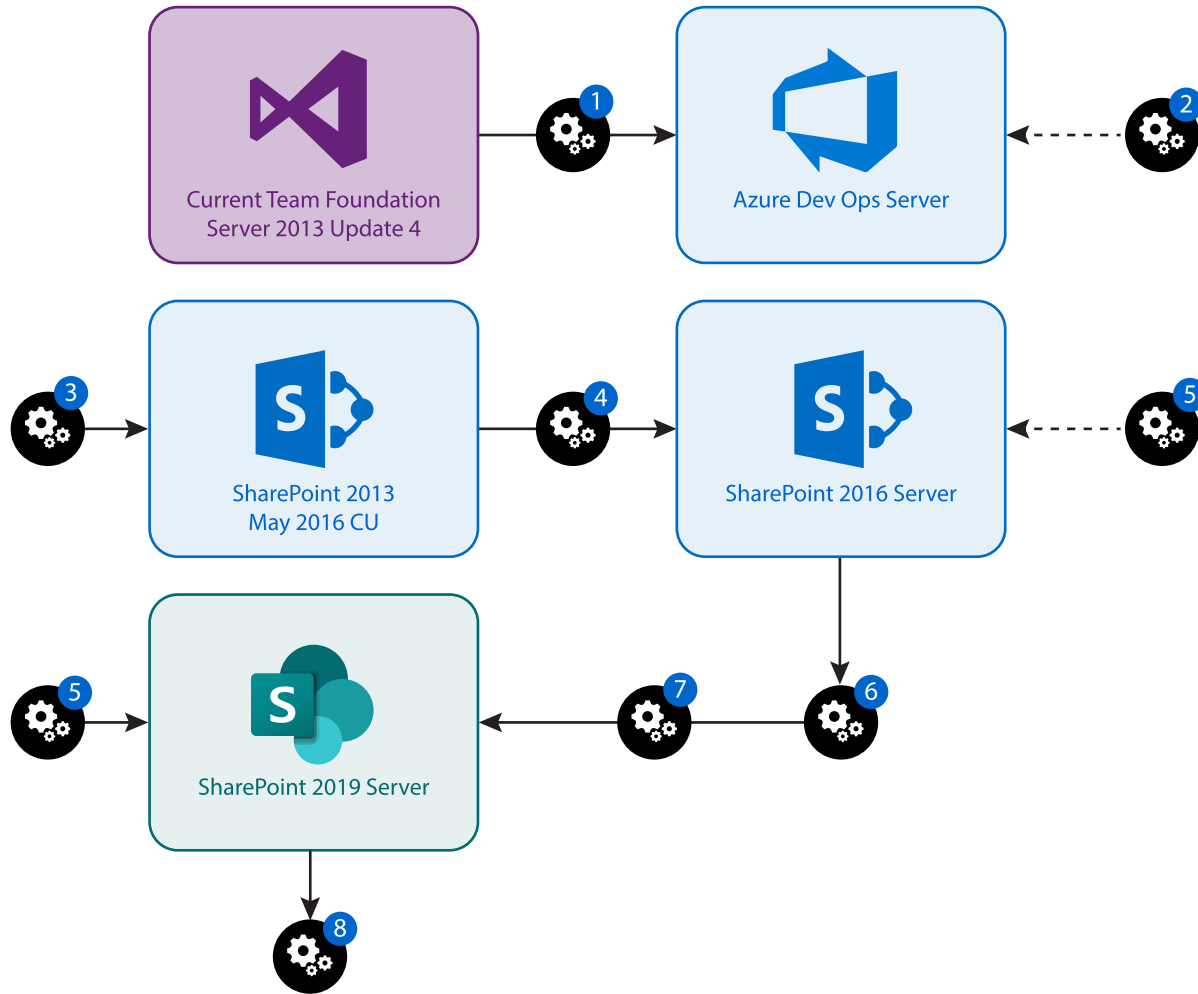 1
2
Current Team Foundation
Server 2013 Update 4
Azure Dev Ops Server
3
4
5
S
S
SharePoint 2013
May 2016 CU
SharePoint 2016 Server
5
7
6
S
SharePoint 2019 Server
8